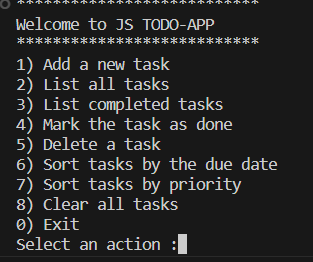 ***************************
Welcome to JS TODO-APP
***************************
1) Add a new task
2) List all tasks
3) List completed tasks
4) Mark the task as done
5) Delete a task
6) Sort tasks by the due date
7) Sort tasks by priority
8) Clear all tasks
0) Exit
Select an action :